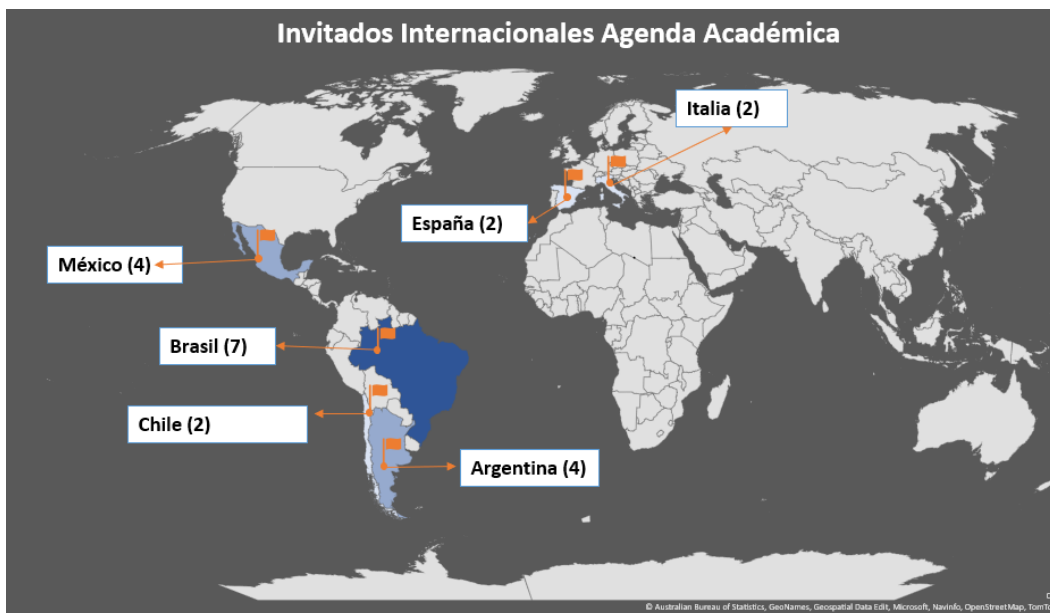 Invitados Internacionales Agenda Académica
Italia (2)
España (2)
México (4)
Brasil (7)
Chile (2)
Argentina (4)
© Australian Bureau of Statistics, GeoNames, Geospatial Data Edit, Microsoft, Navinfo, OpenStreetMap, TomTo